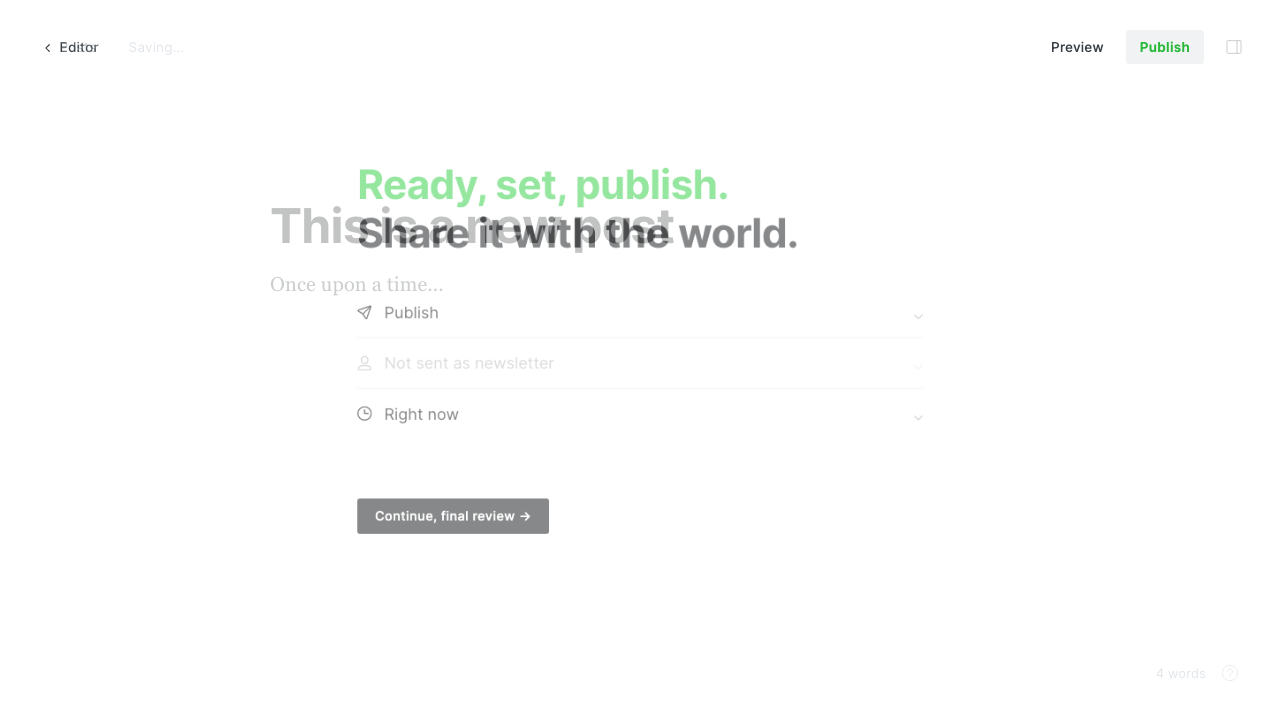 Editor
Saving...
Preview
Publish
Ready, set, publish.
This is a new post
Share it with the world.
Once upon a time...
Publish
Not sent as newsletter
Right now
Continue, final review →
4 words